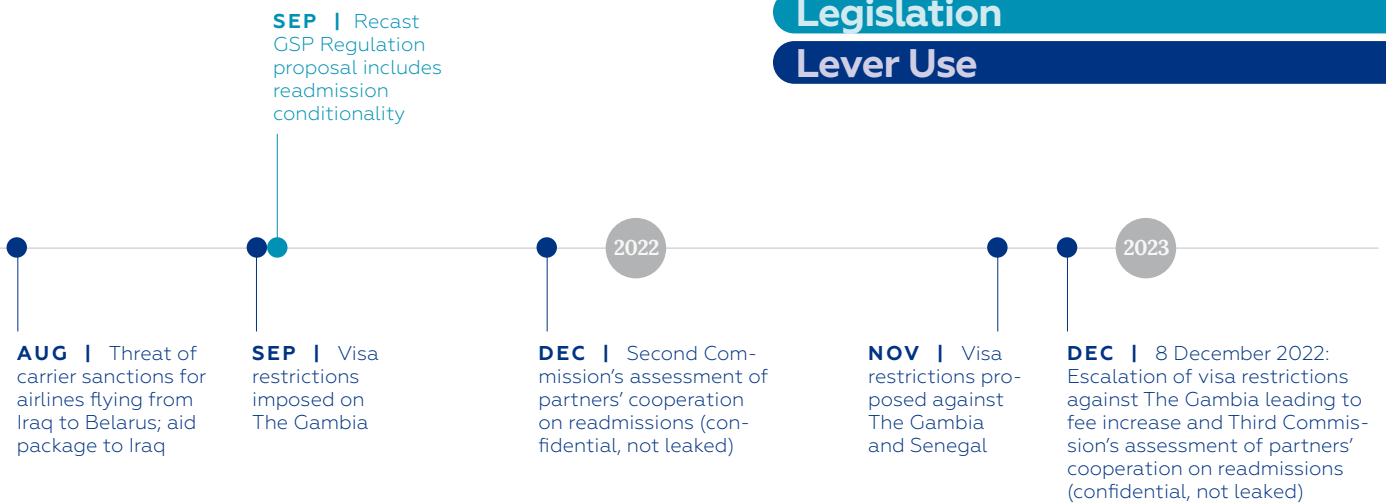 Legislation
Lever Use
SEP | Recast
GSP Regulation
proposal includes
readmission
conditionality
2022
2023
AUG | Threat of
carrier sanctions for
airlines flying from
Iraq to Belarus; aid
package to Iraq
SEP | Visa
restrictions
imposed on
The Gambia
DEC | Second Com-
mission’s assessment of
partners’ cooperation
on readmissions (con-
fidential, not leaked)
NOV | Visa
restrictions pro-
posed against
The Gambia
and Senegal
DEC | 8 December 2022:
Escalation of visa restrictions
against The Gambia leading to
fee increase and Third Commis-
sion’s assessment of partners’
cooperation on readmissions
(confidential, not leaked)